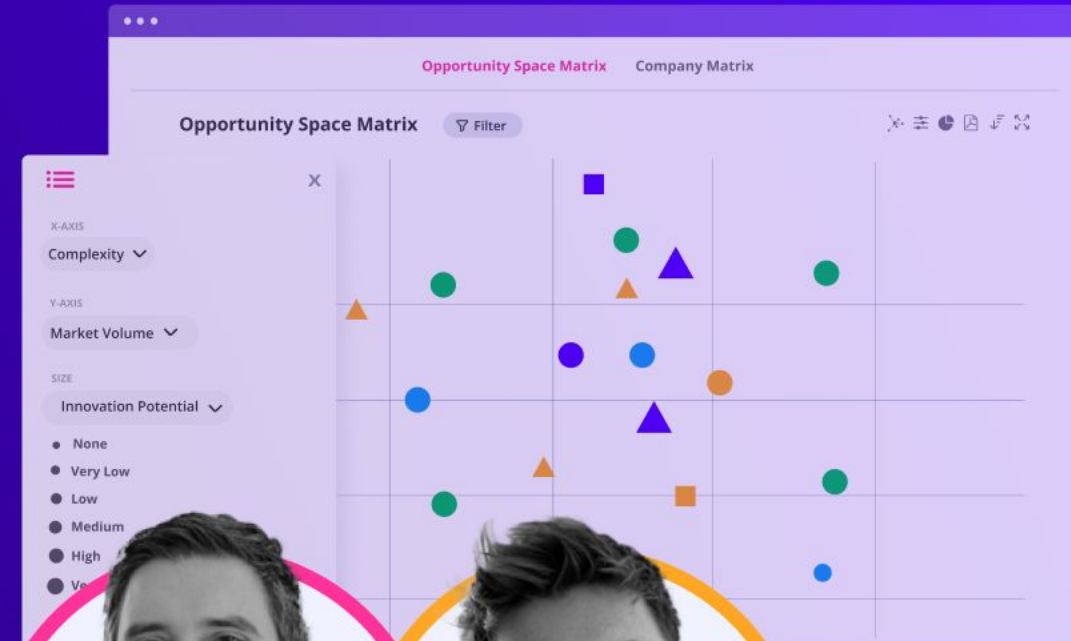 Opportunity Space Matrix Company Matrix
Opportunity Space Matrix Filter
X
X-AXIS
Complexity
Y-AXIS
Market Volume
SIZE
Innovation Potential
None
Very Low
Low
Medium
High